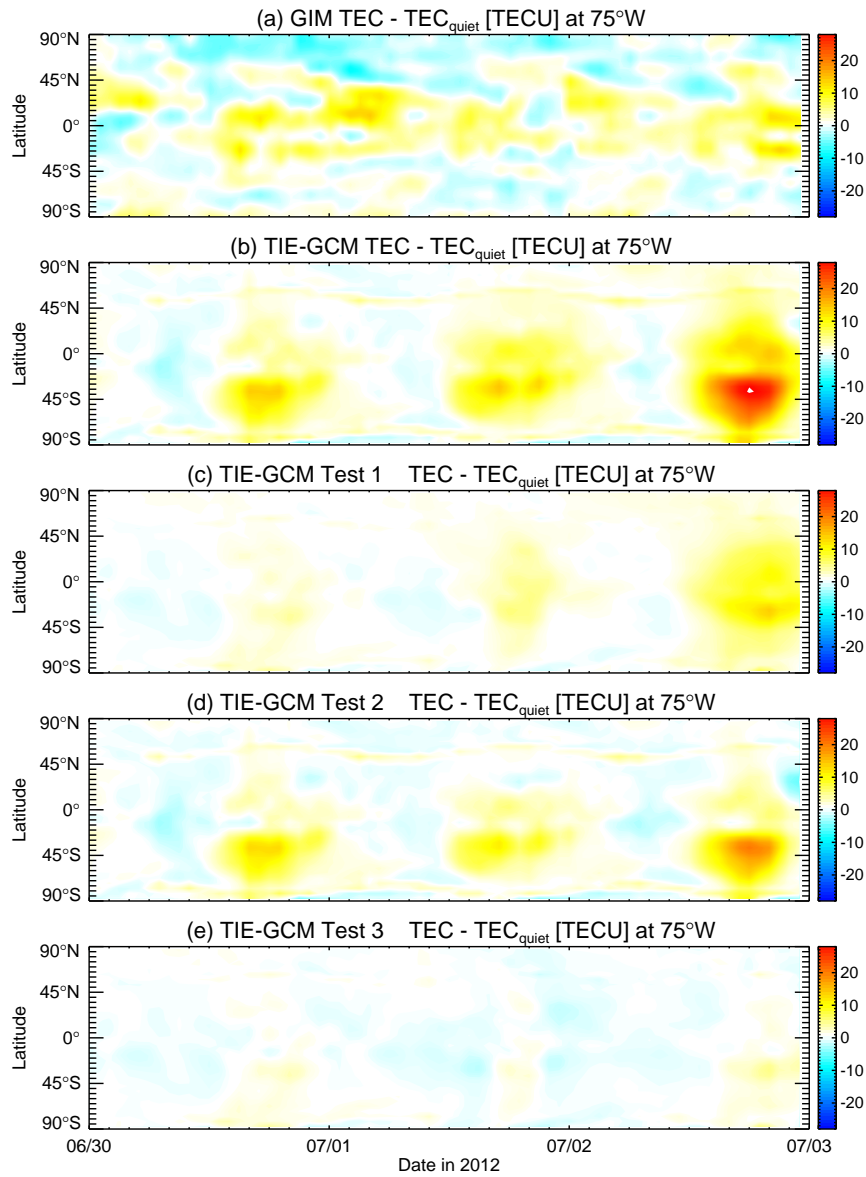 (a) GIM TEC - TECquiet [TECU] at 75°W
90°N
45°N
0°
45°S
90°S
Latitude
20
10
0
-10
-20
(b) TIE-GCM TEC - TECquiet [TECU] at 75°W
90°N
45°N
0°
45°S
90°S
Latitude
20
10
0
-10
-20
(c) TIE-GCM Test 1 TEC - TECquiet [TECU] at 75°W
90°N
45°N
0°
45°S
90°S
Latitude
20
10
0
-10
-20
(d) TIE-GCM Test 2 TEC - TECquiet [TECU] at 75°W
90°N
45°N
0°
45°S
90°S
Latitude
20
10
0
-10
-20
(e) TIE-GCM Test 3 TEC - TECquiet [TECU] at 75°W
90°N
45°N
0°
45°S
90°S
Latitude
20
10
0
-10
-20
06/30 07/01 07/02 07/03
Date in 2012